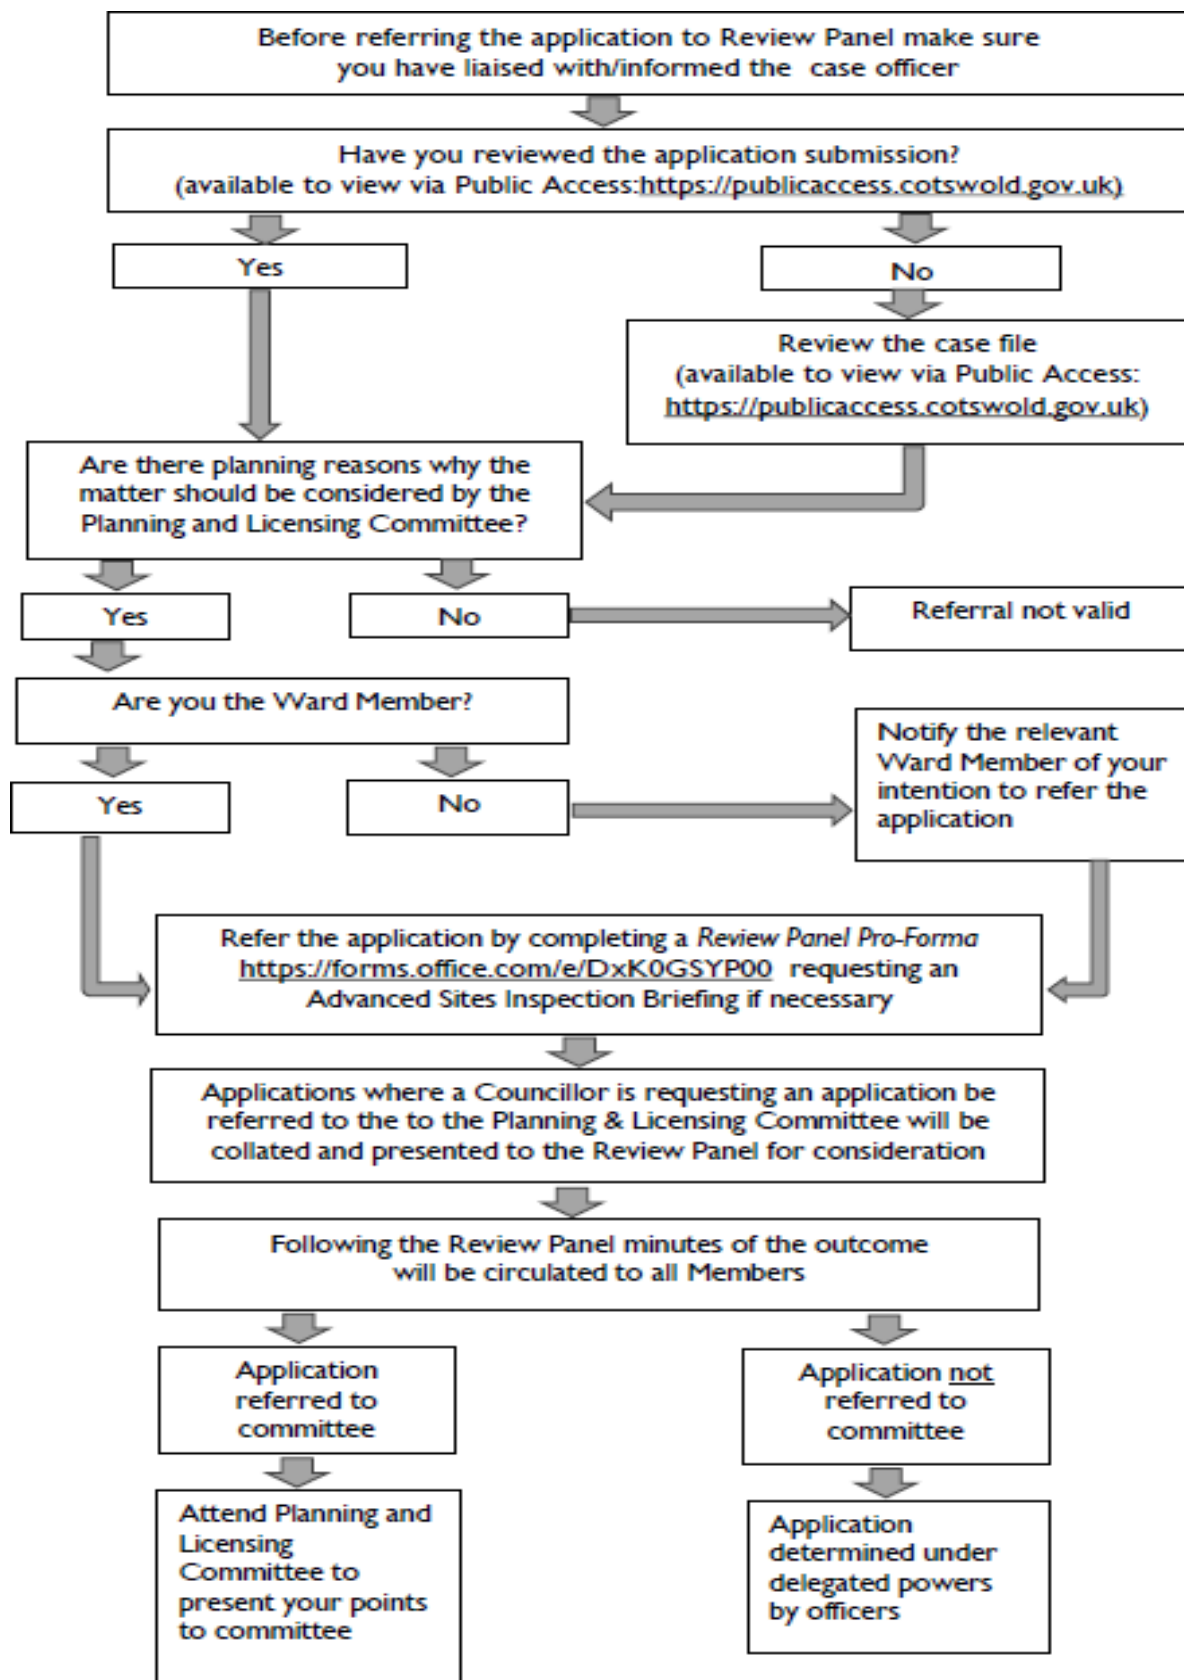 Before referring the application to Review Panel make sure
you have liaised with/informed the case officer
Have you reviewed the application submission?
(available to view via Public Access:https://publicaccess.cotswold.gov.uk)
Yes
No
Review the case file
(available to view via Public Access:
https://publicaccess.cotswold.gov.uk)
Are there planning reasons why the
matter should be considered by the
Planning and Licensing Committee?
Yes
No
Referral not valid
Are you the Ward Member?
Yes
No
Notify the relevant
Ward Member of your
intention to refer the
application
Refer the application by completing a Review Panel Pro-Forma
https://forms.office.com/e/DxK0GSYP00 requesting an
Advanced Sites Inspection Briefing if necessary
Applications where a Councillor is requesting an application be
referred to the to the Planning & Licensing Committee will be
collated and presented to the Review Panel for consideration
Following the Review Panel minutes of the outcome
will be circulated to all Members
Application
referred to
committee
Application not
referred to
committee
Attend Planning and
Licensing
Committee to
present your points
to committee
Application
determined under
delegated powers
by officers